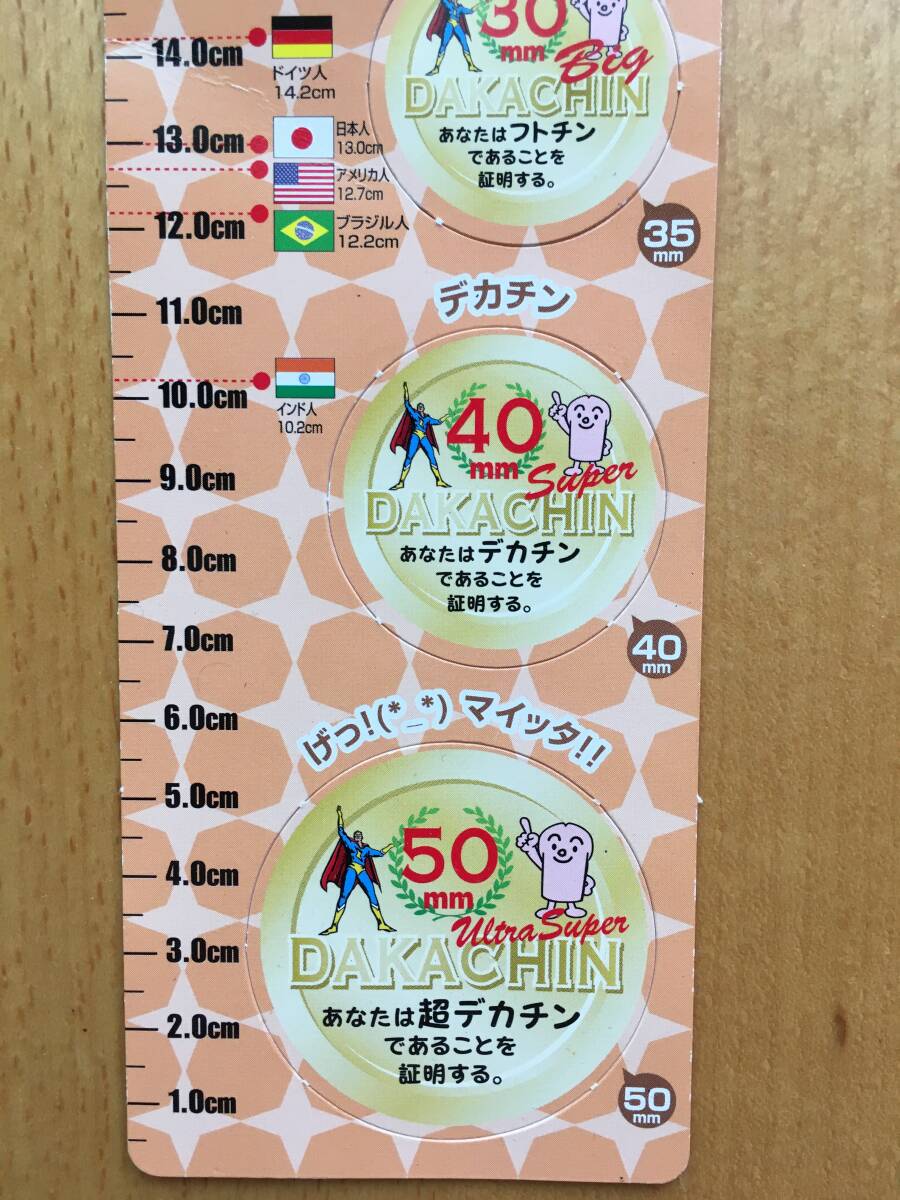 14.0cm
ドイツ人
14.2cm
13.0cm
日本人
13.0cm
アメリカ人
12.7cm
12.0cm
ブラジル人
12.2cm
30
mm
Big
DAKACHIN
あなたはフトチン
であることを
証明する。
35
mm
11.0cm
デカチン
10.0cm
インド人
10.2cm
9.0cm
8.0cm
7.0cm
40
mm
Super
DAKACHIN
あなたはデカチン
であることを
証明する。
40
mm
6.0cm
げっ!(*_*) マイッタ!!
5.0cm
4.0cm
3.0cm
2.0cm
1.0cm
50
mm
Ultra Super
DAKACHIN
あなたは超デカチン
であることを
証明する。
50
mm